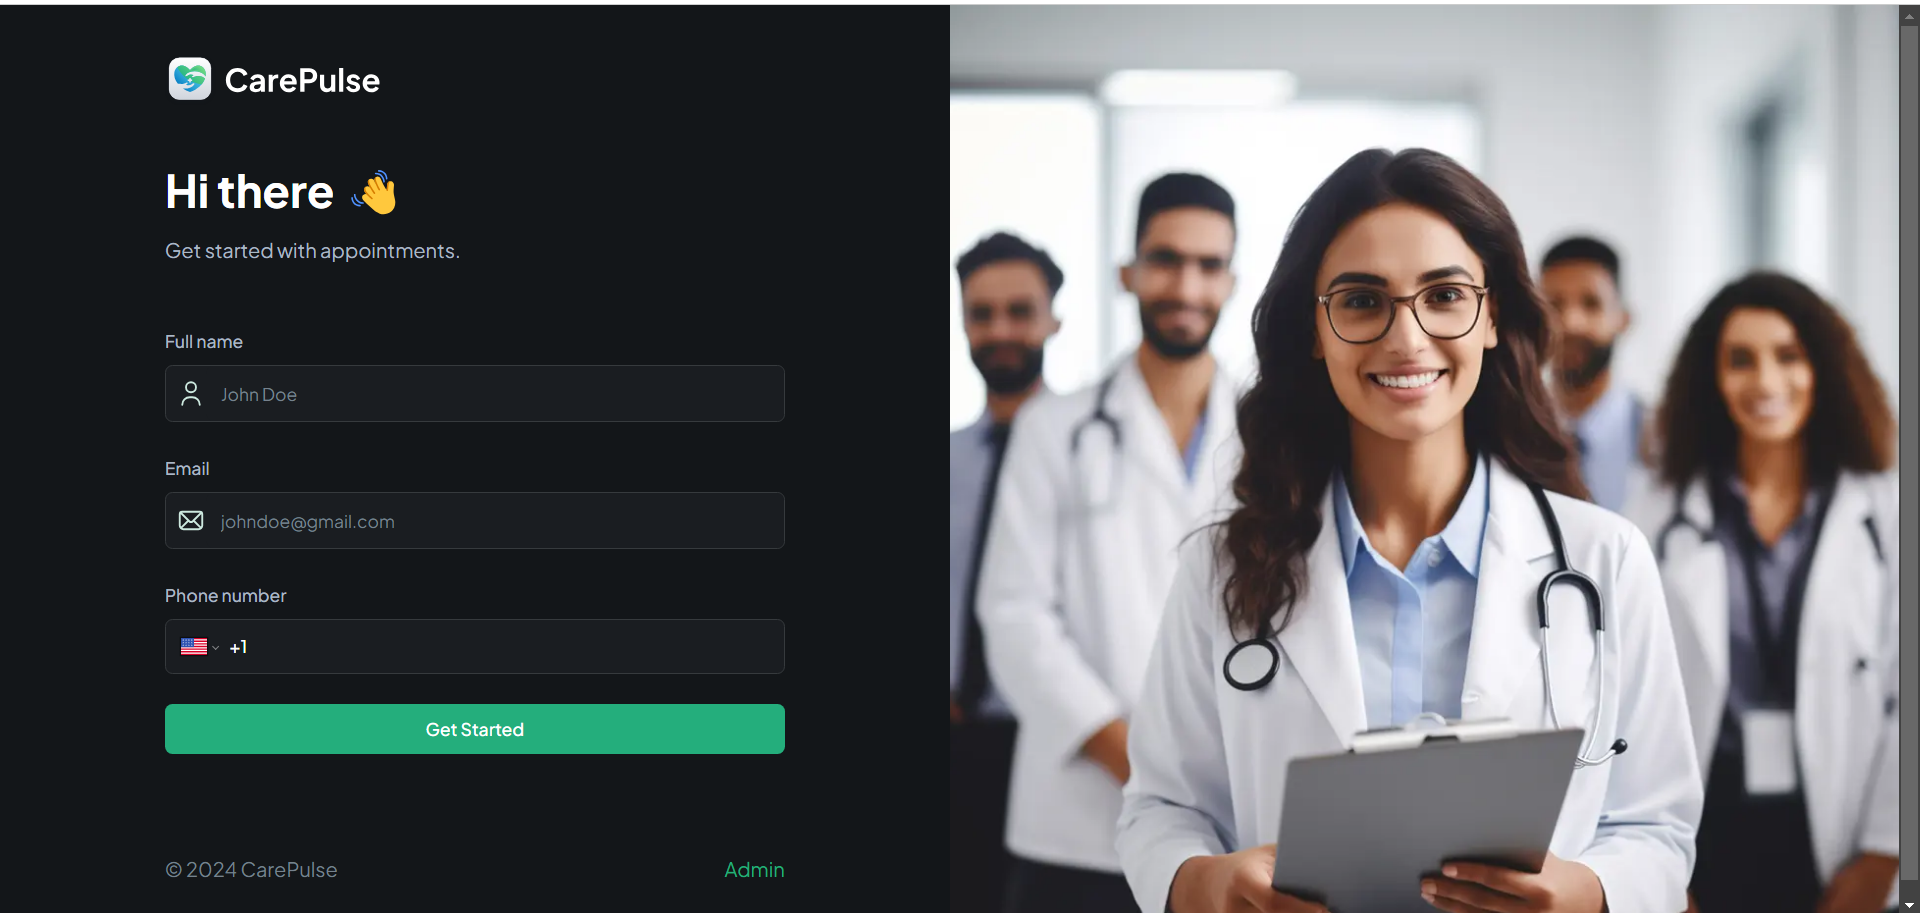 CarePulse
Hi there 👋
Get started with appointments.
Full name
John Doe
Email
johndoe@gmail.com
Phone number
+1
Get Started
© 2024 CarePulse
Admin